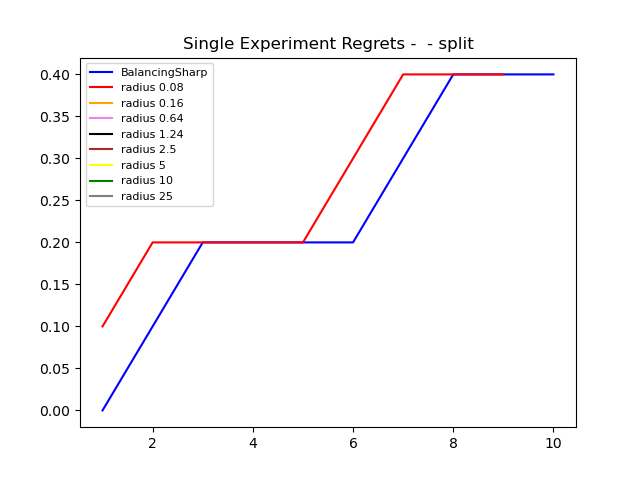 Single Experiment Regrets -  - split
0.40
0.35
0.30
0.25
0.20
0.15
0.10
0.05
0.00
BalancingSharp
radius 0.08
radius 0.16
radius 0.64
radius 1.24
radius 2.5
radius 5
radius 10
radius 25
2 4 6 8 10